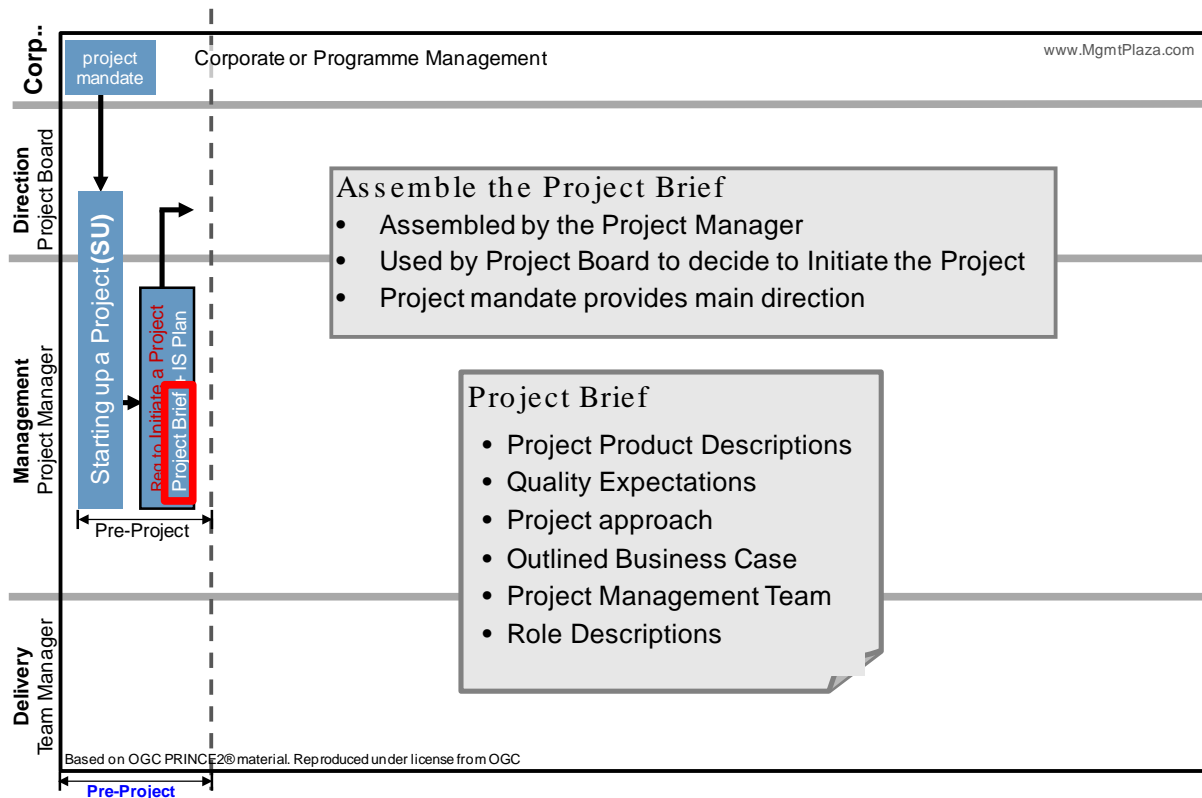 Corp..
project
mandate
Corporate or Programme Management
www.MgmtPlaza.com
Direction
Project Board
Assemble the Project Brief
• Assembled by the Project Manager
• Used by Project Board to decide to Initiate the Project
• Project mandate provides main direction
Management
Project Manager
Starting up a Project (SU)
Req to Initiate a Project
Project Brief + IS Plan
Pre-Project
Project Brief
• Project Product Descriptions
• Quality Expectations
• Project approach
• Outlined Business Case
• Project Management Team
• Role Descriptions
Delivery
Team Manager
Based on OGC PRINCE2® material. Reproduced under license from OGC
Pre-Project